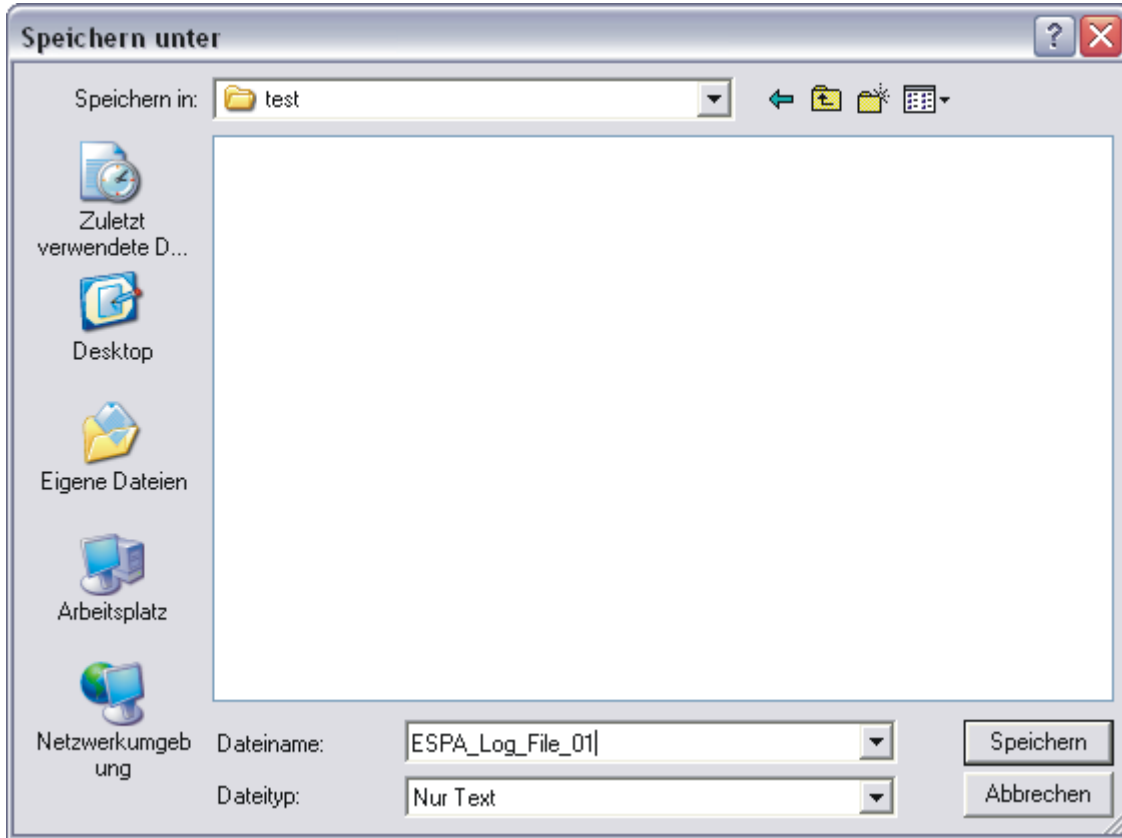 Speichern unter
Speichern in:
test
Zuletzt
verwendete D...
Desktop
Eigene Dateien
Arbeitsplatz
Netzwerkumgeb
ung
Dateiname:
ESPA_Log_File_01
Speichern
Dateityp:
Nur Text
Abbrechen